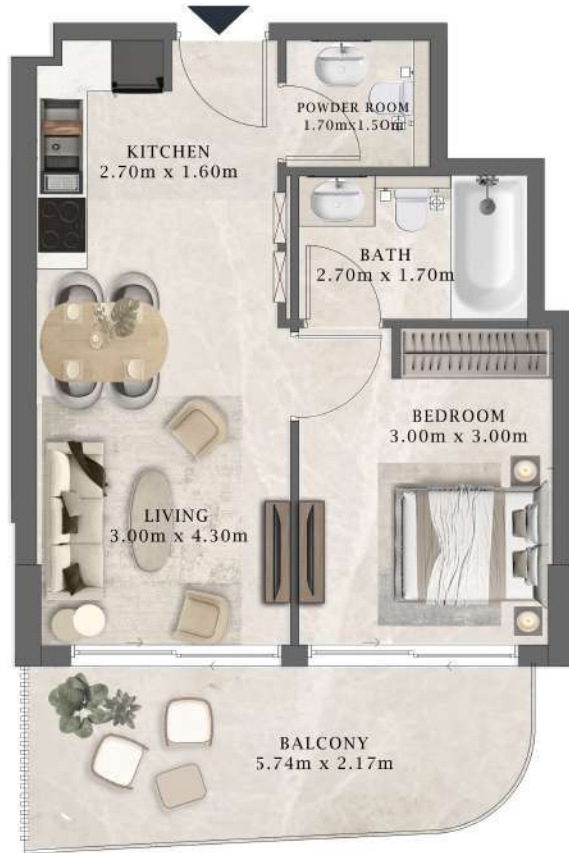 POWDER ROOM
1.70mx1.50m
KITCHEN
2.70m x 1.60m
BATH
2.70m x 1.70m
BEDROOM
3.00m x 3.00m
LIVING
3.00m x 4.30m
BALCONY
5.74m x 2.17m